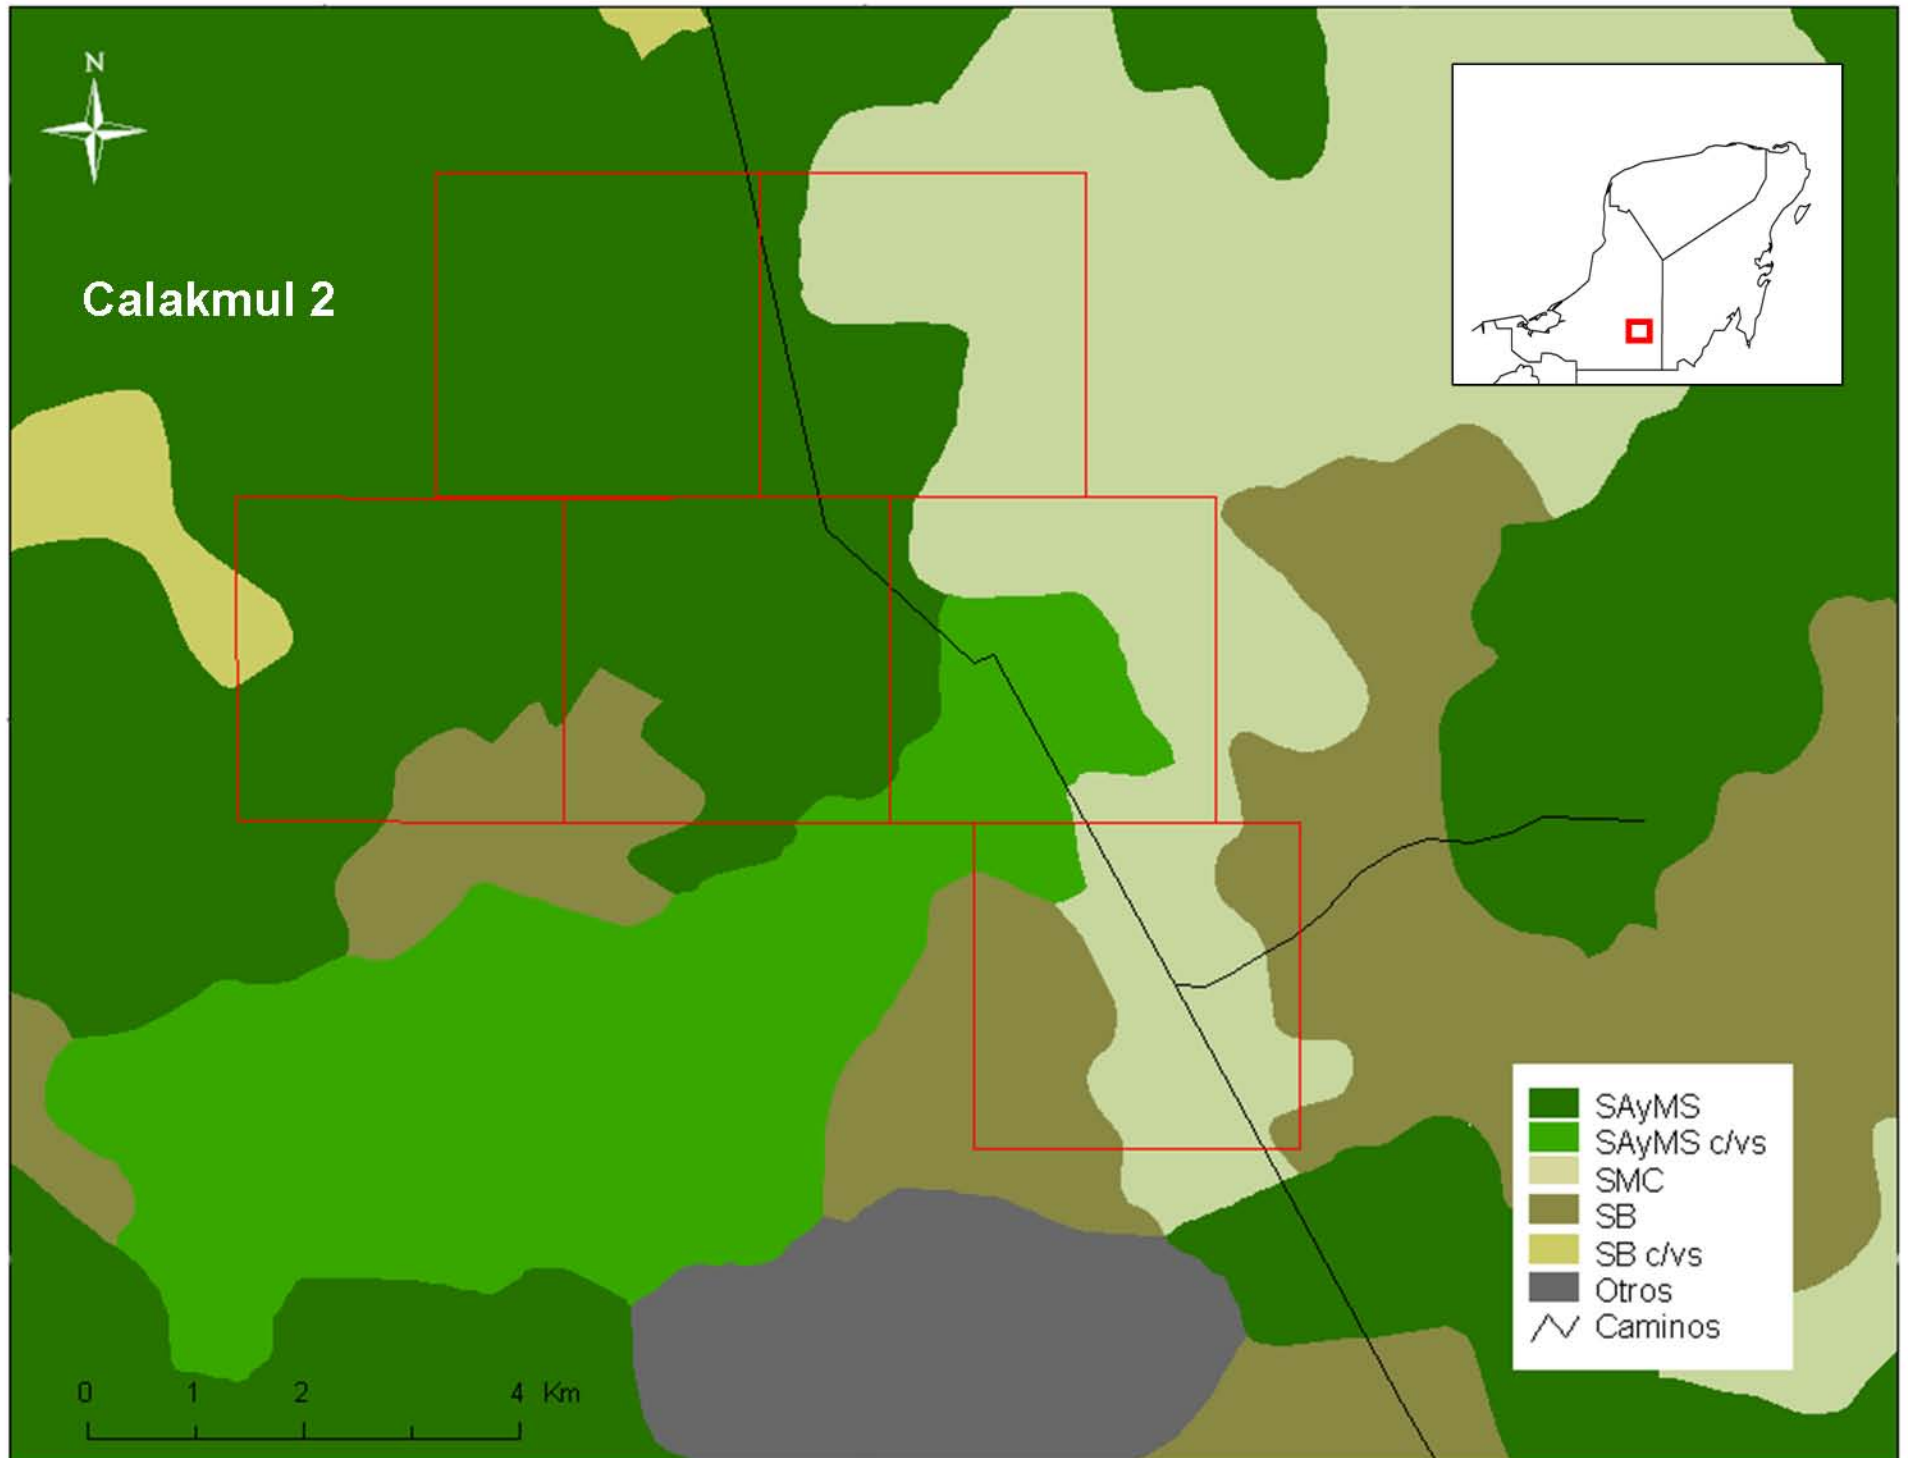 N
Calakmul 2
SAyMS
SAyMS c/vs
SMC
SB
SB c/vs
Otros
Caminos
0 1 2 4 Km